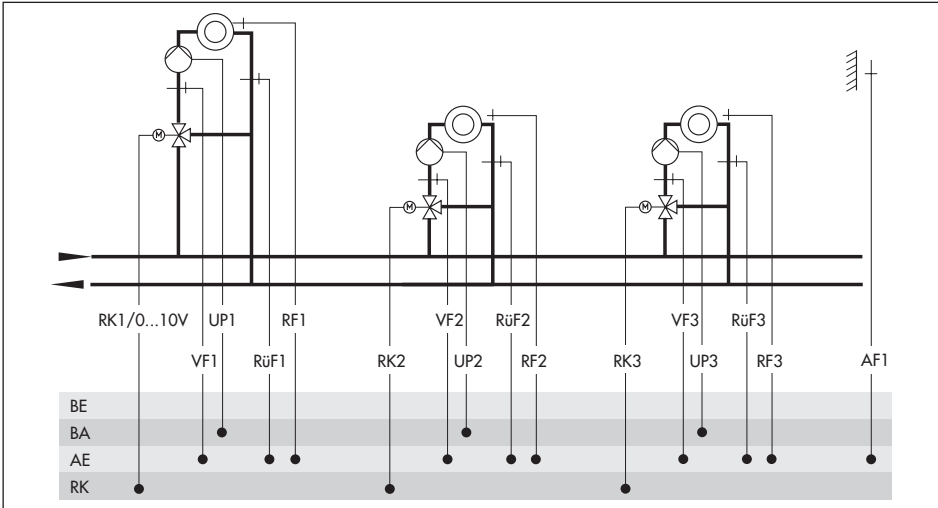 M
M
M
RK1/0...10V UP1 RF1 VF2 RüF2 VF3 RüF3
VF1 RüF1 RK2 UP2 RF2 RK3 UP3 RF3 AF1
BE
BA
AE
RK